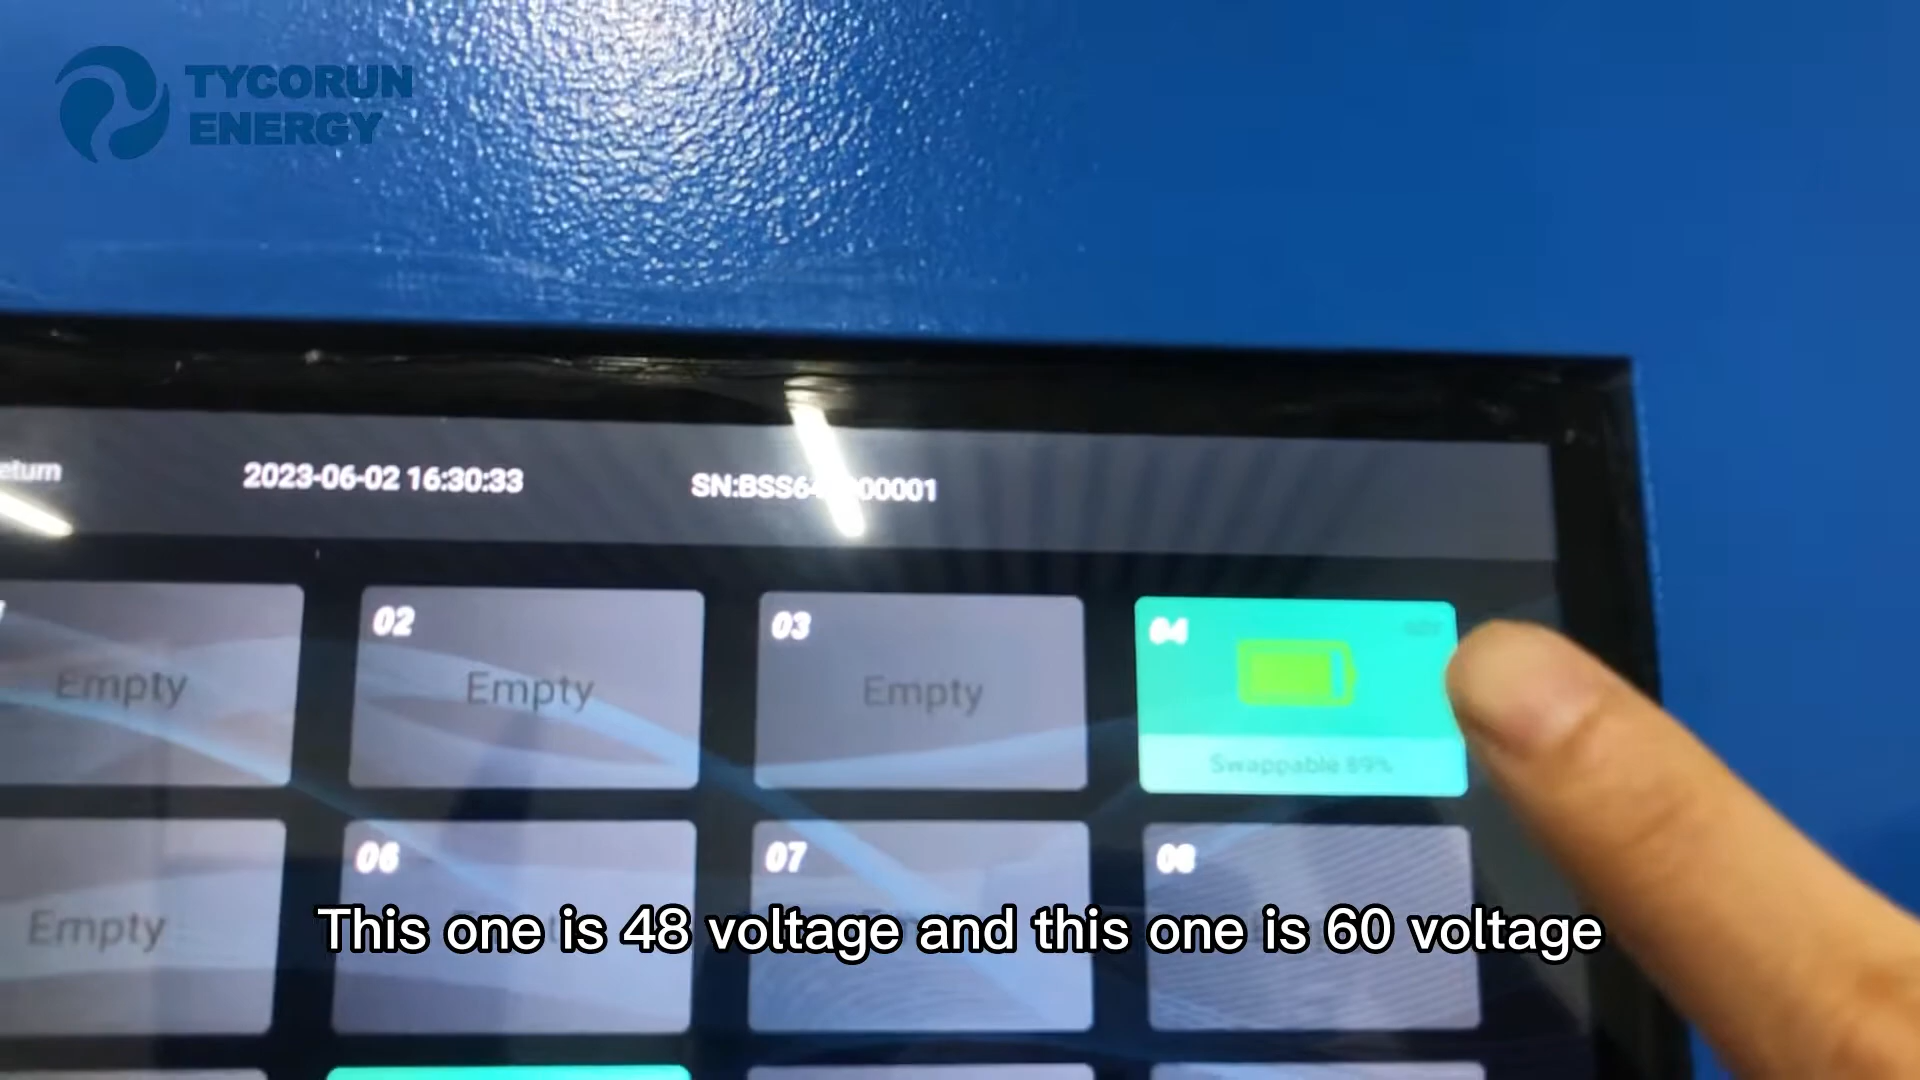 TYCORUN
ENERGY
eturn
2023-06-02 16:30:33
SN:BSS64 00001
02
03
04
Empty
Empty
Empty
Swappable 89%
06
07
08
Empty
This one is 48 voltage and this one is 60 voltage